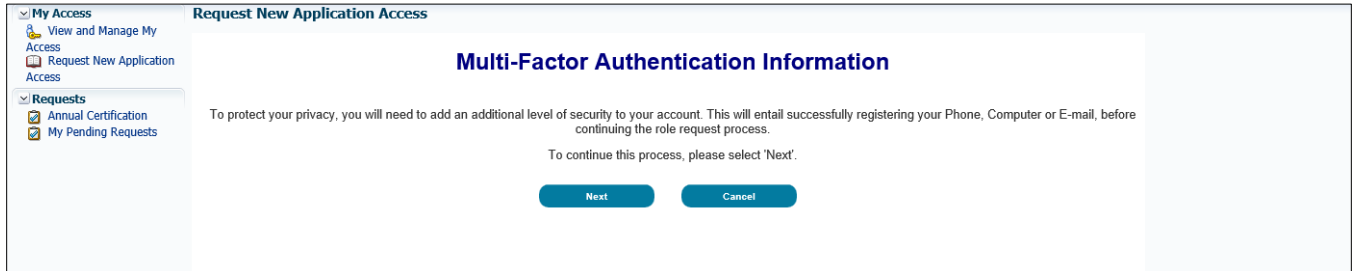 My Access
View and Manage My
Access
Request New Application
Access
Requests
Annual Certification
My Pending Requests
Request New Application Access
Multi-Factor Authentication Information
To protect your privacy, you will need to add an additional level of security to your account. This will entail successfully registering your Phone, Computer or E-mail, before
continuing the role request process.
To continue this process, please select 'Next'.
Next
Cancel